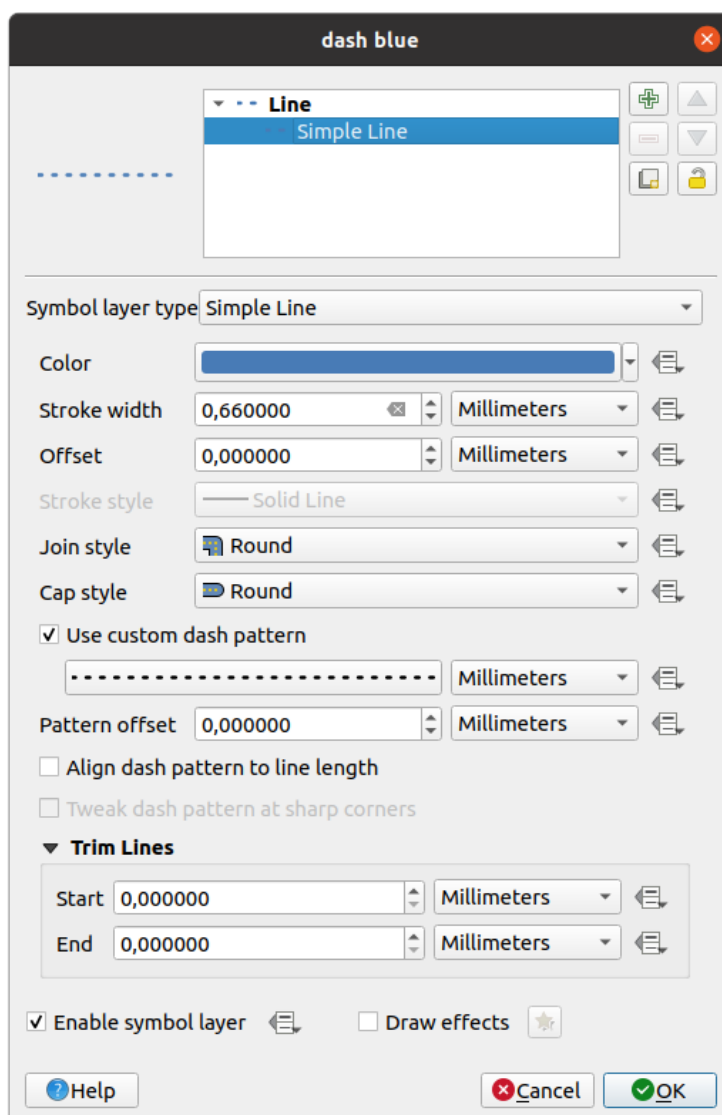 dash blue
Line
Simple Line
Symbol layer type Simple Line
Color
Stroke width 0,660000 Millimeters
Offset 0,000000 Millimeters
Stroke style Solid Line
Join style Round
Cap style Round
Use custom dash pattern
Millimeters
Pattern offset 0,000000 Millimeters
Align dash pattern to line length
Tweak dash pattern at sharp corners
Trim Lines
Start 0,000000 Millimeters
End 0,000000 Millimeters
Enable symbol layer Draw effects
Help Cancel OK